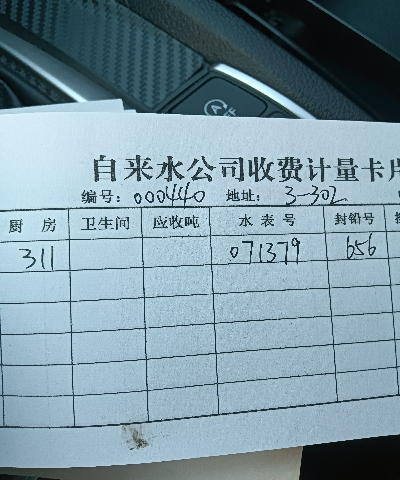 自来水公司收费计量卡片
编号：000440 地址：3-302
厨房 卫生间 应收吨 水表号 封铅号
311 071379 656